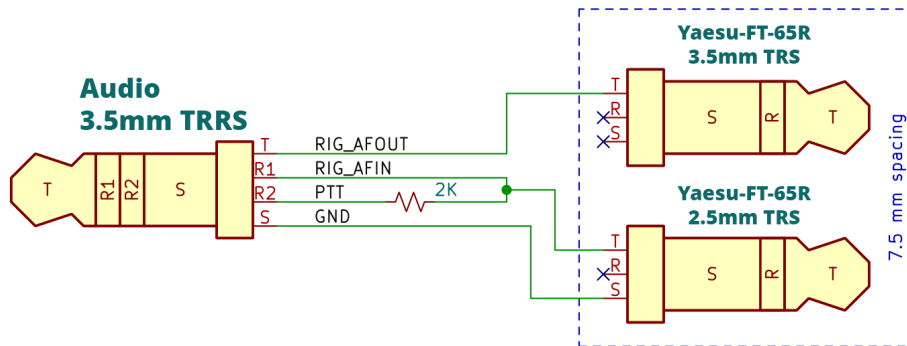 Yaesu-FT-65R
3.5mm TRS
T
R
S
S
R
T
Audio
3.5mm TRRS
T
R1
R2
S
T
R1
R2
S
RIG_AFOUT
RIG_AFIN
PTT
2K
GND
Yaesu-FT-65R
2.5mm TRS
T
R
S
S
R
T
7.5 mm spacing